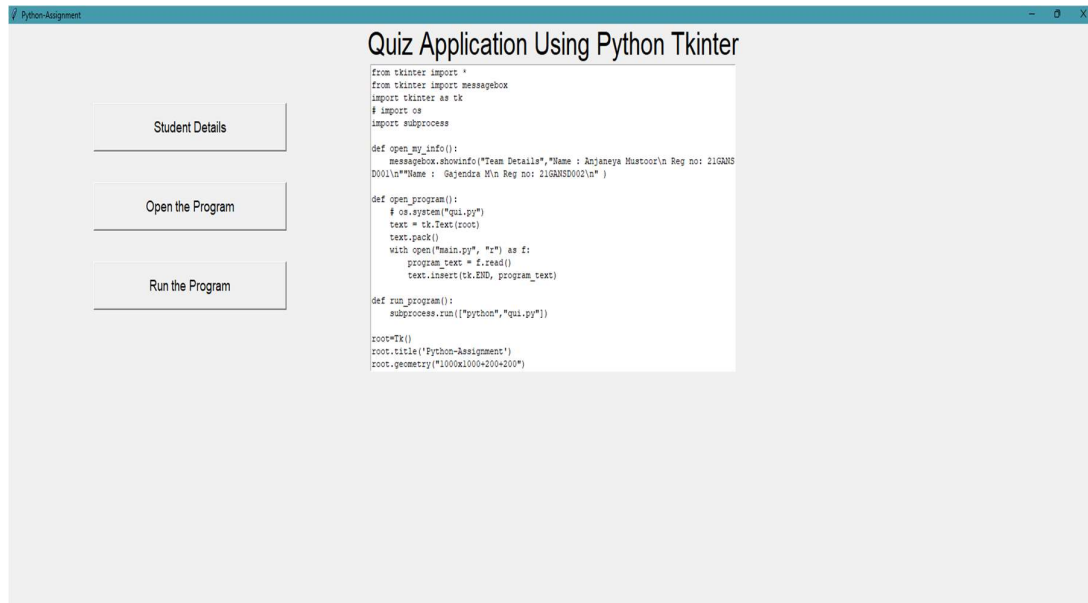 Python-Assignment
Quiz Application Using Python Tkinter
Student Details
Open the Program
Run the Program
from tkinter import *
from tkinter import messagebox
import tkinter as tk
# import os
import subprocess
def open_my_info():
    messagebox.showinfo("Team Details","Name : Anjaneya Mustoor\n Reg no: 21GANS
D001\n""Name :  Gajendra M\n Reg no: 21GANSD002\n" )
def open_program():
    # os.system("qui.py")
    text = tk.Text(root)
    text.pack()
    with open("main.py", "r") as f:
        program_text = f.read()
        text.insert(tk.END, program_text)
def run_program():
    subprocess.run(["python","qui.py"])
root=Tk()
root.title('Python-Assignment')
root.geometry("1000x1000+200+200")